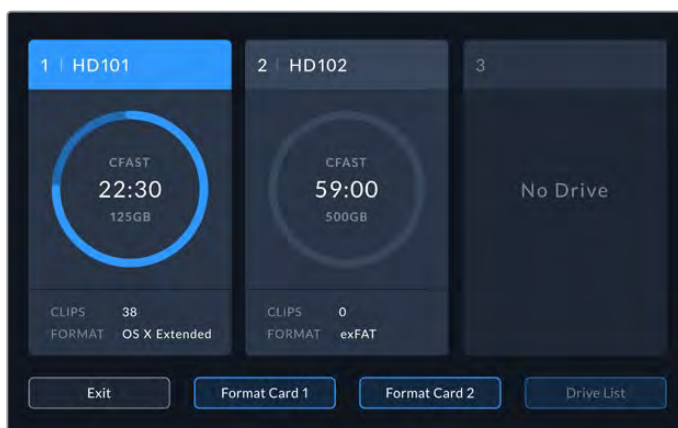 1 | HD101
CFAST
22:30
125GB
CLIPS 38
FORMAT OS X Extended
2 | HD102
CFAST
59:00
500GB
CLIPS 0
FORMAT exFAT
3
No Drive
Exit
Format Card 1
Format Card 2
Drive List